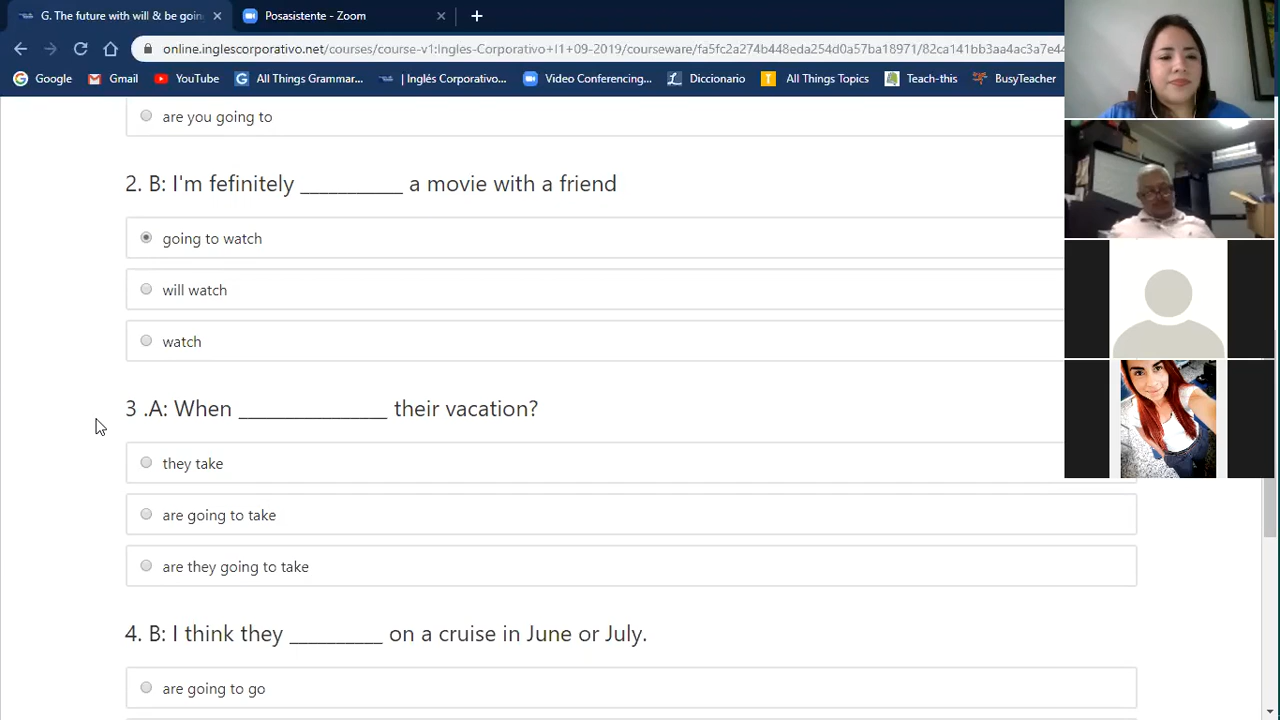 G. The future with will & be goin
Posasistente - Zoom
online.inglescorporativo.net/courses/course-v1:Ingles-Corporativo+I1+09-2019/courseware/fa5fc2a274b448eda254d0a57ba18971/82ca141bb3aa4ac3a7e44
Google
Gmail
YouTube
All Things Grammar...
| Inglés Corporativo...
Video Conferencing...
Diccionario
All Things Topics
Teach-this
BusyTeacher
are you going to
2. B: I'm fefinitely ___________ a movie with a friend
going to watch
will watch
watch
3 .A: When ________________ their vacation?
they take
are going to take
are they going to take
4. B: I think they __________ on a cruise in June or July.
are going to go